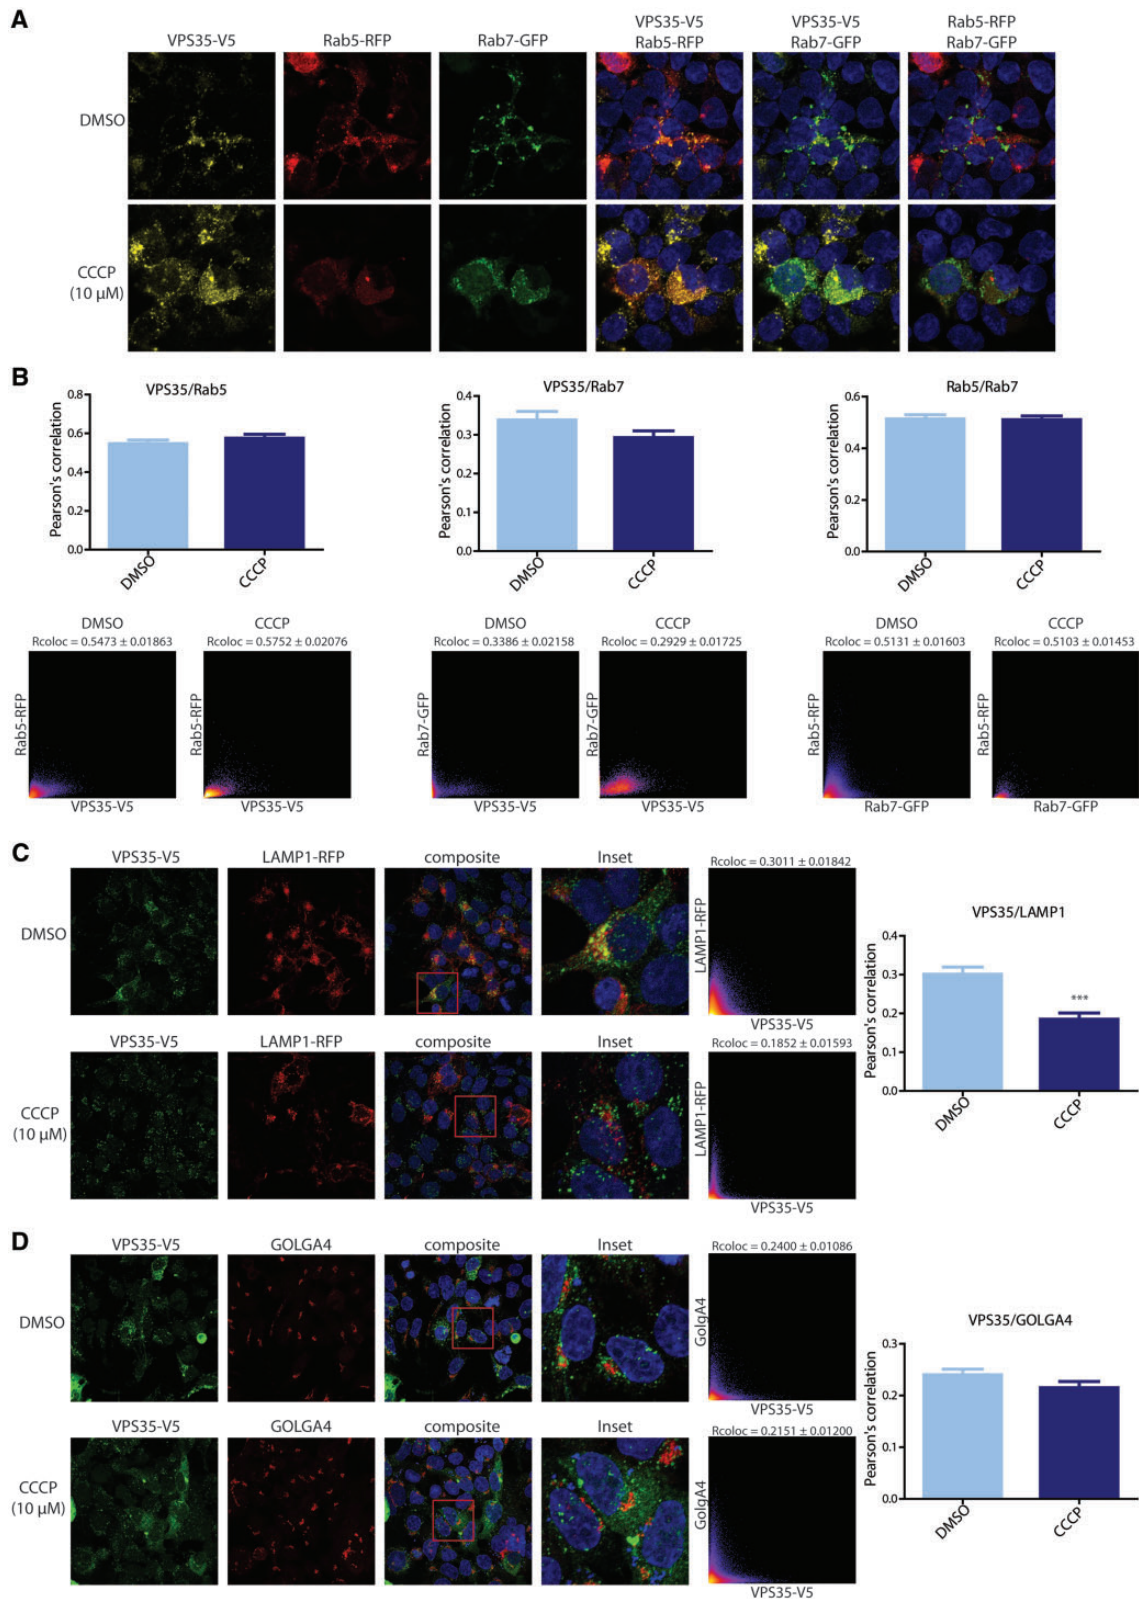 A
VPS35-V5 Rab5-RFP Rab7-GFP VPS35-V5 VPS35-V5 Rab5-RFP
Rab5-RFP Rab7-GFP Rab7-GFP
DMSO
CCCP
(10 µM)
B
VPS35/Rab5
Pearson's correlation
0.8
0.6
0.4
0.2
0.0
DMSO
CCCP
VPS35/Rab7
Pearson's correlation
0.4
0.3
0.2
0.1
0.0
DMSO
CCCP
Rab5/Rab7
Pearson's correlation
0.6
0.4
0.2
0.0
DMSO
CCCP
DMSO
Rcoloc = 0.5473 ± 0.01863
Rab5-RFP
VPS35-V5
CCCP
Rcoloc = 0.5752 ± 0.02076
Rab5-RFP
VPS35-V5
DMSO
Rcoloc = 0.3386 ± 0.02158
Rab7-GFP
VPS35-V5
CCCP
Rcoloc = 0.2929 ± 0.01725
Rab7-GFP
VPS35-V5
DMSO
Rcoloc = 0.5131 ± 0.01603
Rab5-RFP
Rab7-GFP
CCCP
Rcoloc = 0.5103 ± 0.01453
Rab5-RFP
Rab7-GFP
C
VPS35-V5 LAMP1-RFP composite Inset
DMSO
Rcoloc = 0.3011 ± 0.01842
LAMP1-RFP
VPS35-V5
VPS35-V5 LAMP1-RFP composite Inset
CCCP
(10 µM)
Rcoloc = 0.1852 ± 0.01593
LAMP1-RFP
VPS35-V5
VPS35/LAMP1
Pearson's correlation
0.4
0.3
0.2
0.1
0.0
***
DMSO
CCCP
D
VPS35-V5 GOLGA4 composite Inset
DMSO
Rcoloc = 0.2400 ± 0.01086
GolgA4
VPS35-V5
VPS35-V5 GOLGA4 composite Inset
CCCP
(10 µM)
Rcoloc = 0.2151 ± 0.01200
GolgA4
VPS35-V5
VPS35/GOLGA4
Pearson's correlation
0.3
0.2
0.1
0.0
DMSO
CCCP